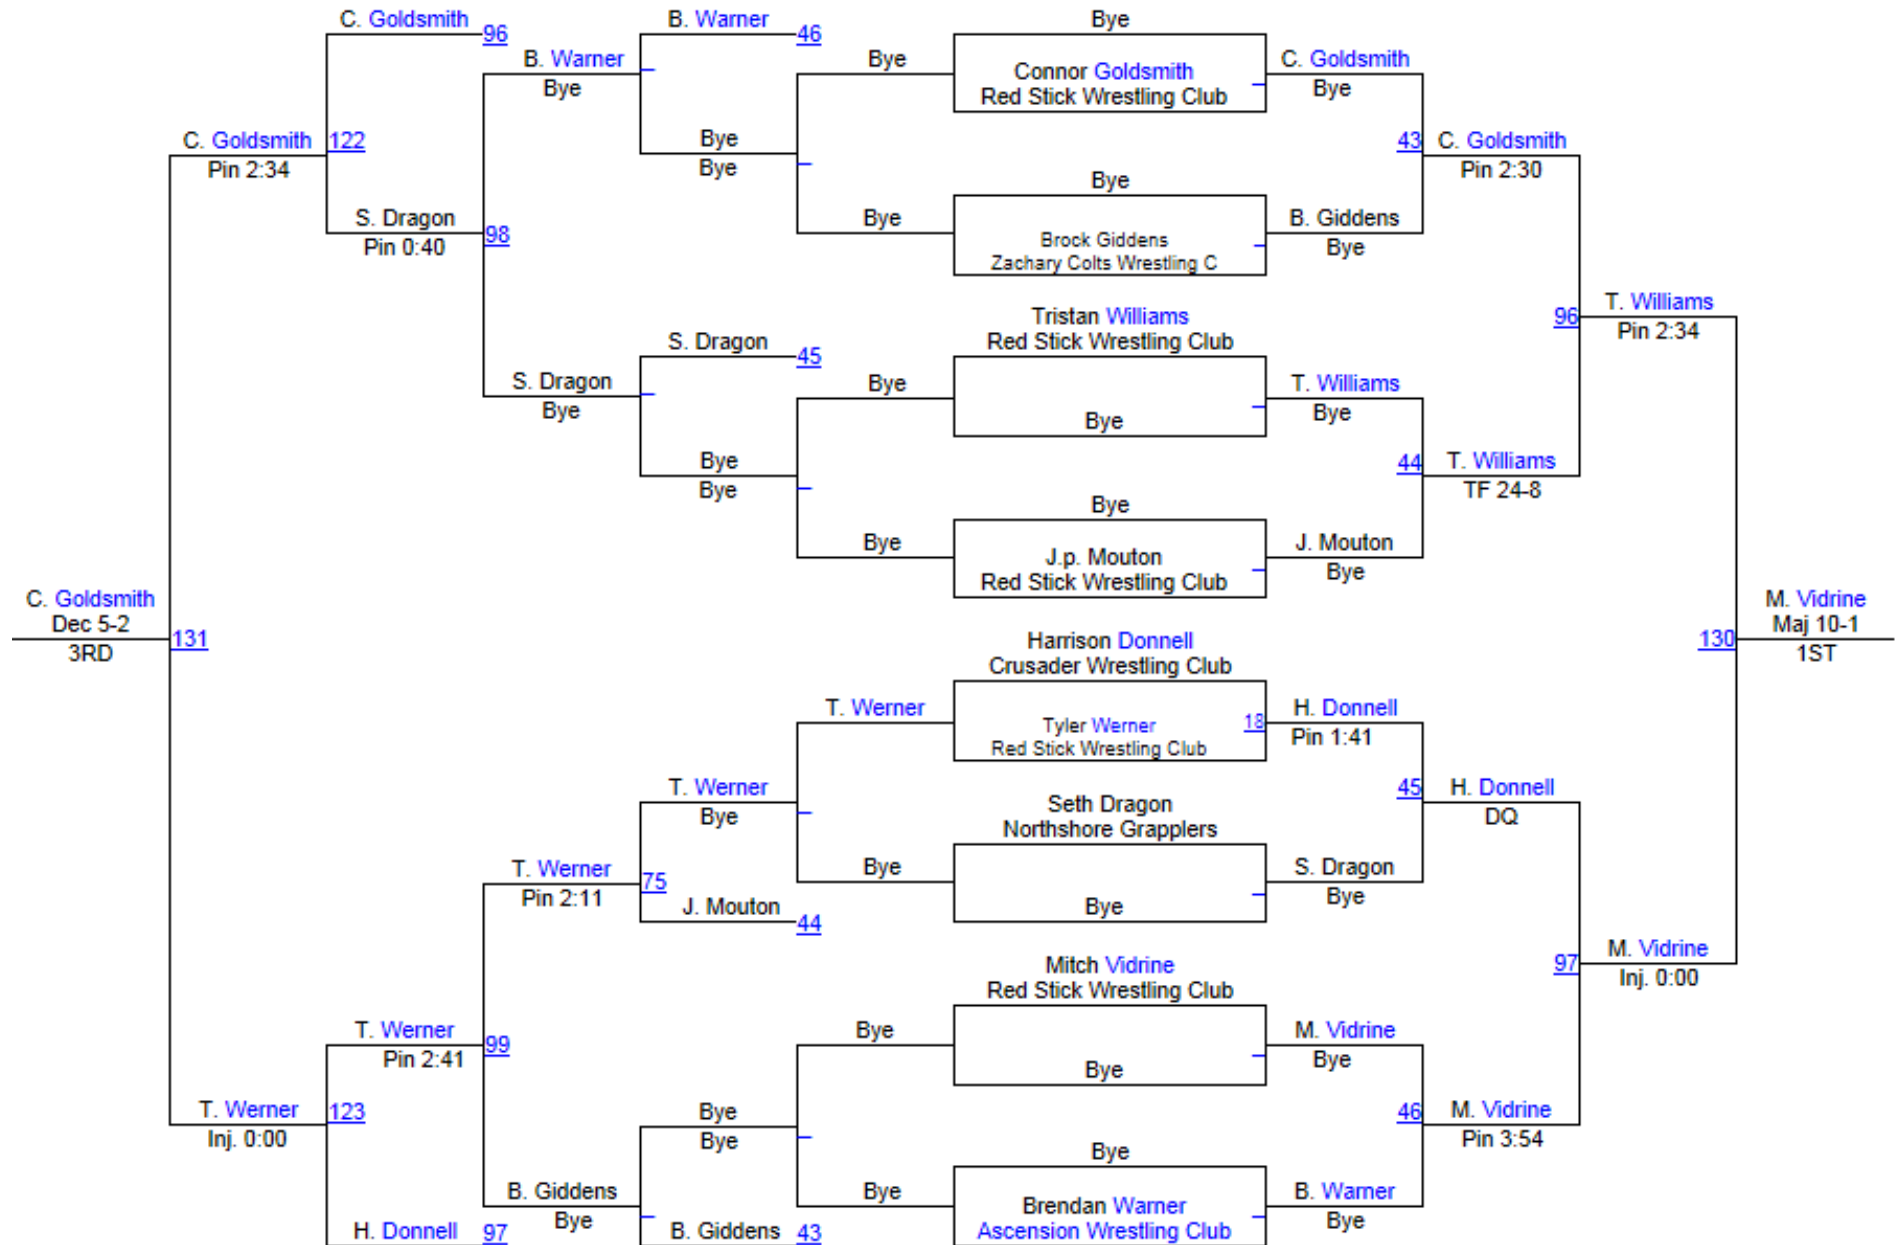 C. Goldsmith
96
B. Warner
46
Bye
B. Warner
Bye
Bye
Connor Goldsmith
Red Stick Wrestling Club
C. Goldsmith
Bye
C. Goldsmith
122
Pin 2:34
Bye
Bye
43
C. Goldsmith
Pin 2:30
Bye
S. Dragon
98
Pin 0:40
Bye
Brock Giddens
Zachary Colts Wrestling C
B. Giddens
Bye
Tristan Williams
Red Stick Wrestling Club
96
T. Williams
Pin 2:34
S. Dragon
45
S. Dragon
Bye
Bye
Bye
T. Williams
Bye
Bye
Bye
44
T. Williams
TF 24-8
Bye
Bye
J.p. Mouton
Red Stick Wrestling Club
J. Mouton
Bye
C. Goldsmith
Dec 5-2
131
3RD
M. Vidrine
Maj 10-1
130
1ST
Harrison Donnell
Crusader Wrestling Club
T. Werner
Tyler Werner
18
Red Stick Wrestling Club
H. Donnell
Pin 1:41
T. Werner
Bye
Seth Dragon
Northshore Grapplers
45
H. Donnell
DQ
T. Werner
75
Pin 2:11
Bye
S. Dragon
Bye
J. Mouton
44
Bye
Mitch Vidrine
Red Stick Wrestling Club
97
M. Vidrine
Inj. 0:00
T. Werner
99
Pin 2:41
Bye
M. Vidrine
Bye
Bye
T. Werner
123
Inj. 0:00
Bye
Bye
46
M. Vidrine
Pin 3:54
Bye
B. Giddens
Bye
Bye
Brendan Warner
Ascension Wrestling Club
B. Warner
Bye
H. Donnell
97
B. Giddens
43